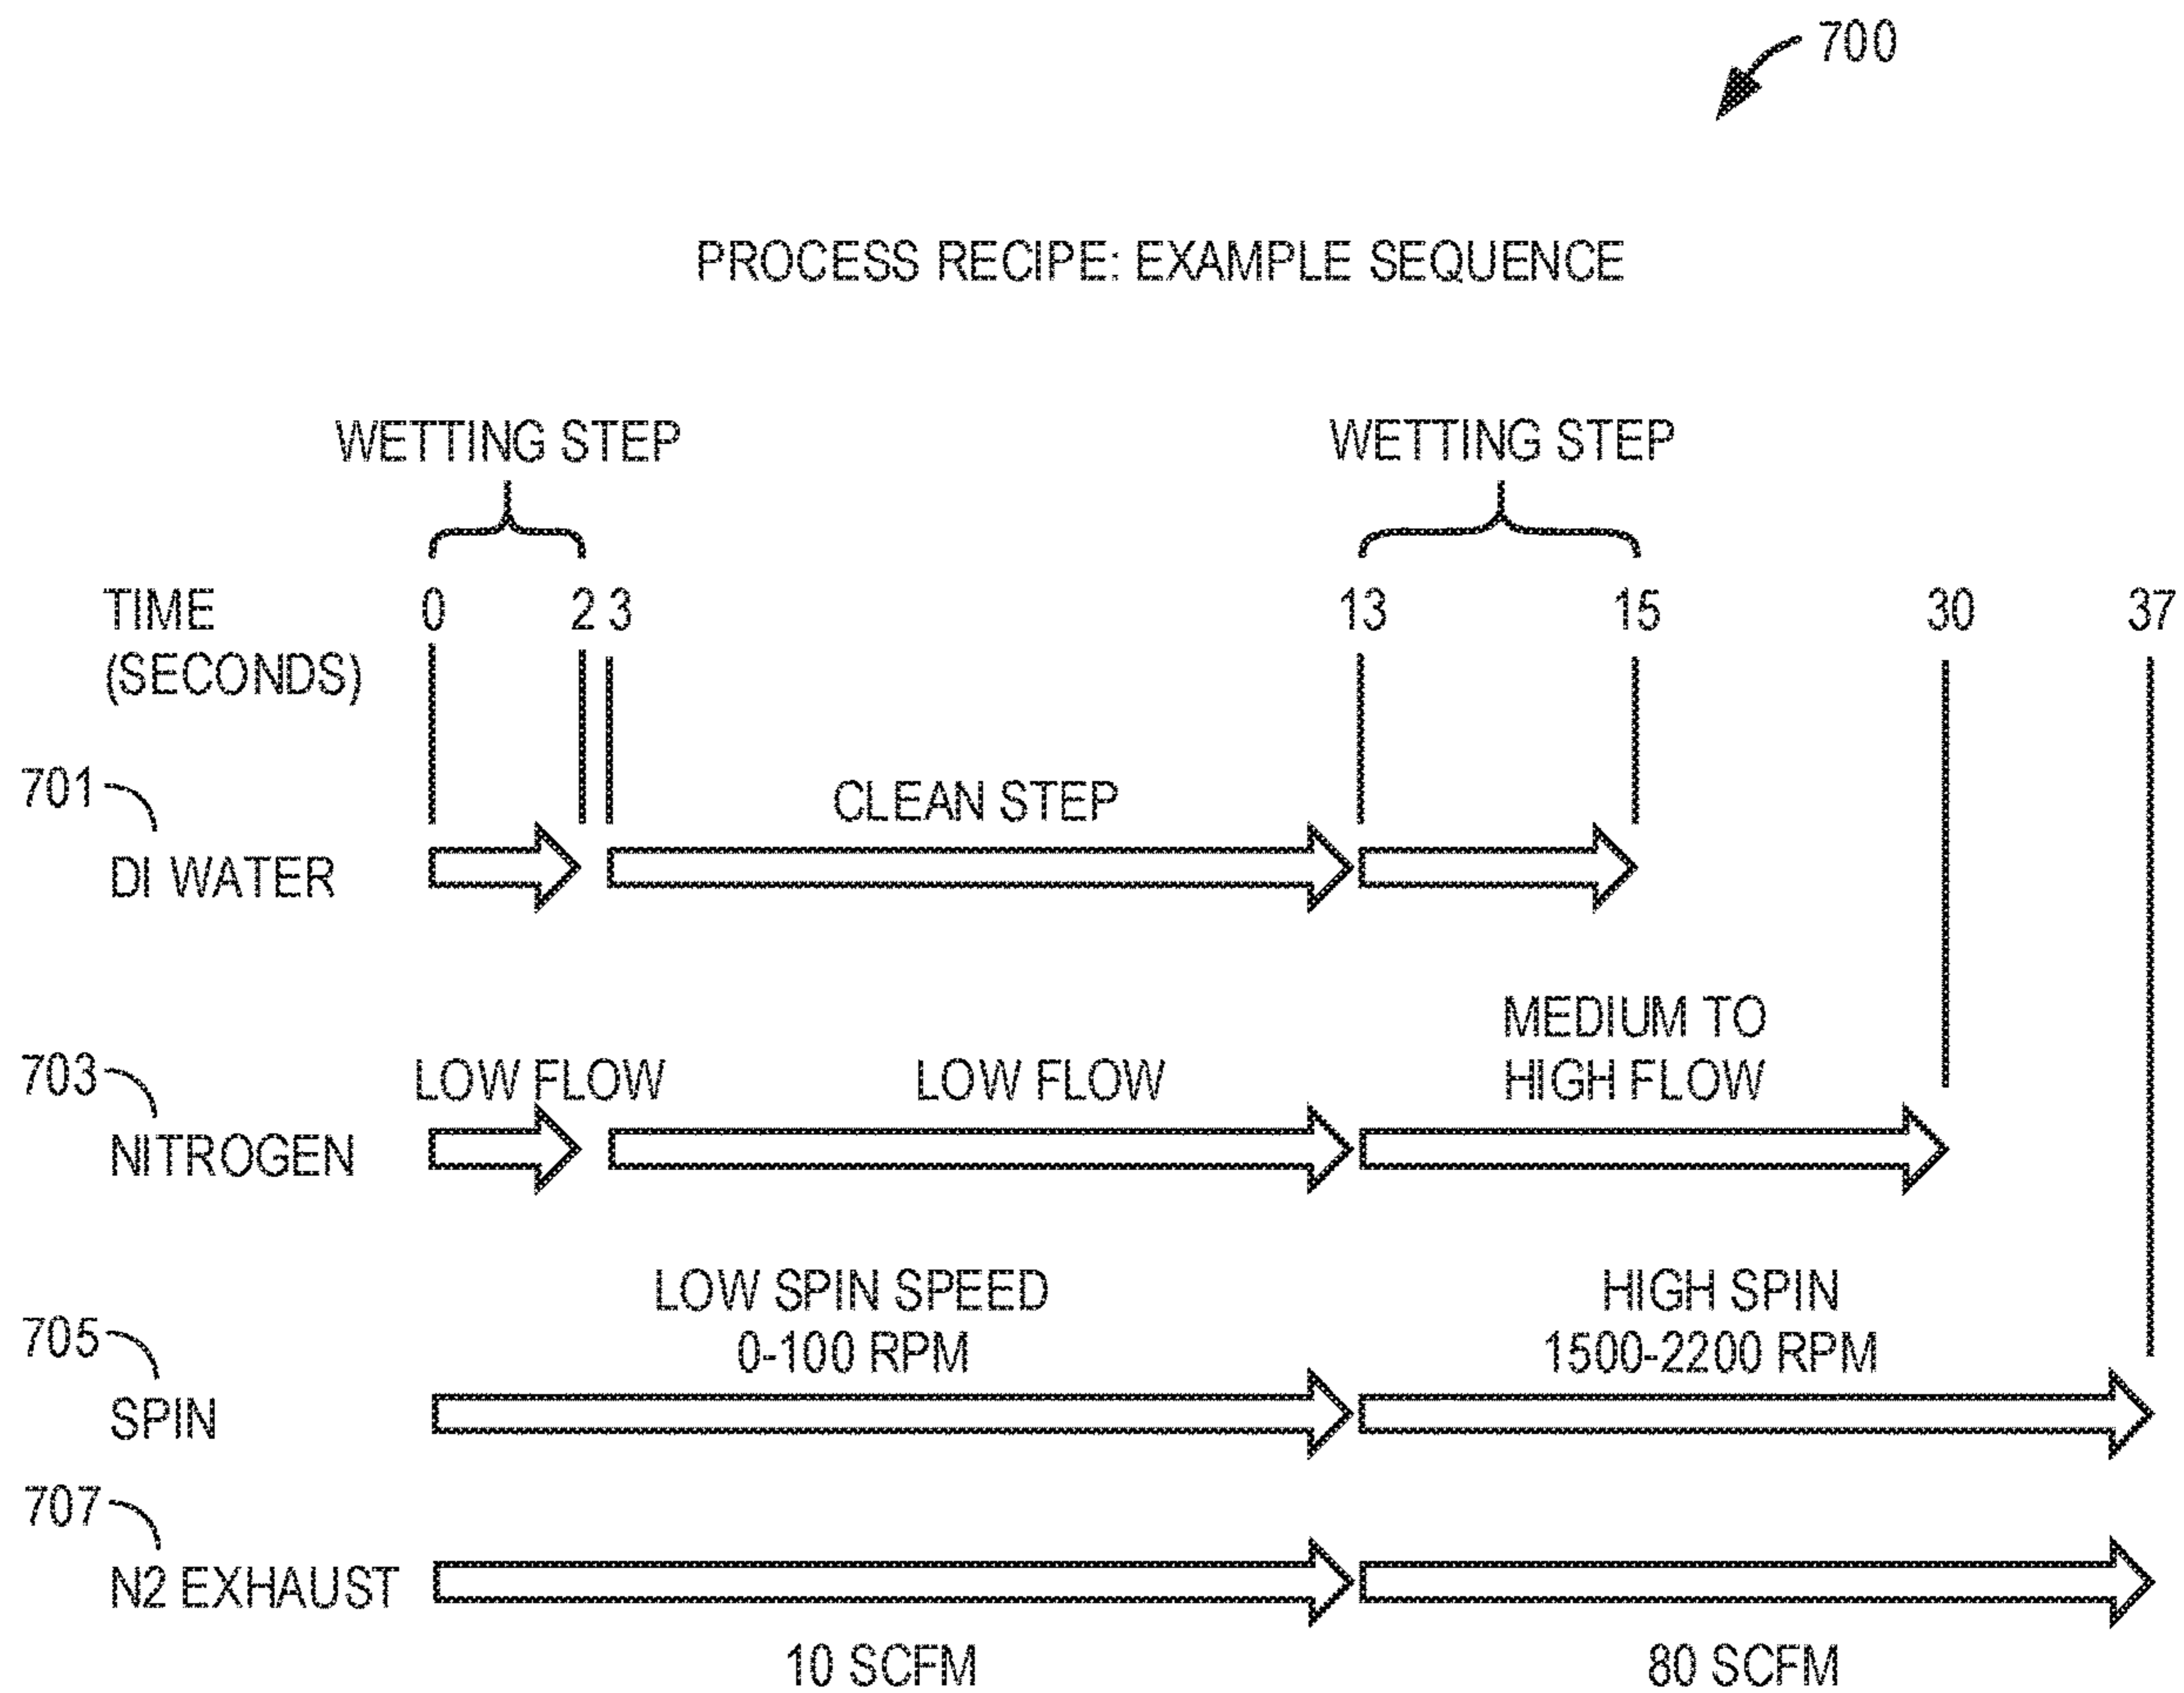 700
PROCESS RECIPE: EXAMPLE SEQUENCE
WETTING STEP WETTING STEP
TIME 0 2 3 13 15 30 37
(SECONDS)
701
CLEAN STEP
DI WATER
MEDIUM TO
703 LOW FLOW LOW FLOW HIGH FLOW
NITROGEN
LOW SPIN SPEED HIGH SPIN
705 0-100 RPM 1500-2200 RPM
SPIN
707
N2 EXHAUST
10 SCFM 80 SCFM